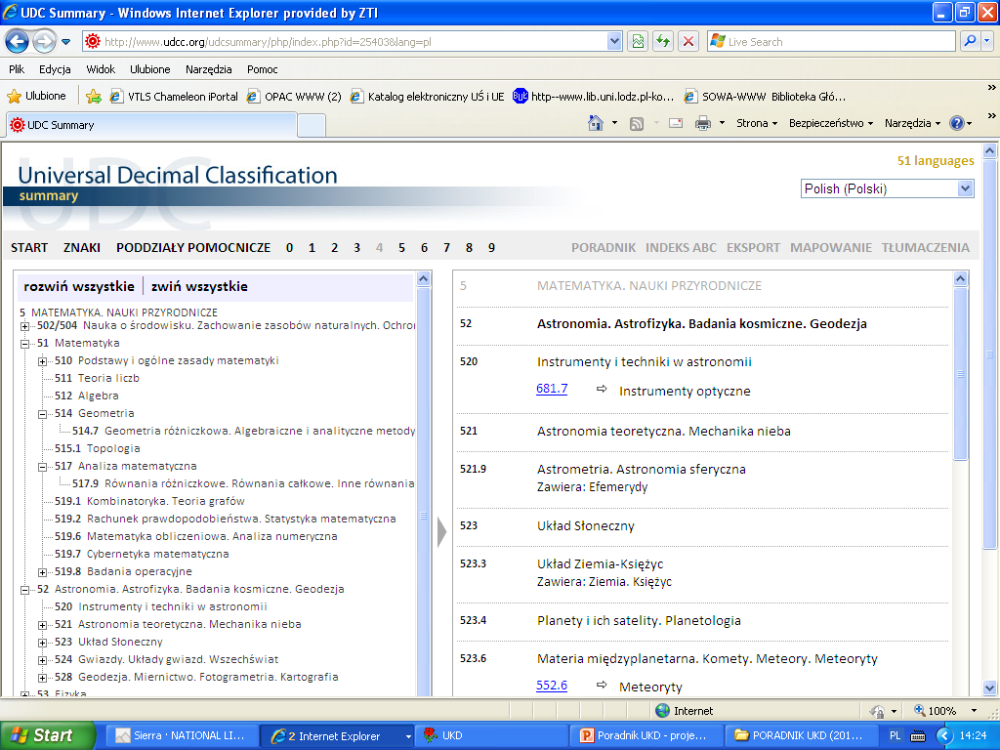 UDC Summary - Windows Internet Explorer provided by ZTI
http://www.udcc.org/udcsummary/php/index.php?id=25403&lang=pl
Live Search
Plik Edycja Widok Ulubione Narzędzia Pomoc
Ulubione VTLS Chameleon iPortal OPAC WWW (2) Katalog elektroniczny UŚ i UE http--www.lib.uni.lodz.pl-ko... SOWA-WWW Biblioteka Głó...
UDC Summary
Strona Bezpieczeństwo Narzędzia
51 languages
UDC
Universal Decimal Classification
summary
Polish (Polski)
START ZNAKI PODDZIAŁY POMOCNICZE 0 1 2 3 4 5 6 7 8 9 PORADNIK INDEKS ABC EKSPORT MAPOWANIE TŁUMACZENIA
rozwiń wszystkie zwiń wszystkie
5 MATEMATYKA. NAUKI PRZYRODNICZE
502/504 Nauka o środowisku. Zachowanie zasobów naturalnych. Ochror
51 Matematyka
510 Podstawy i ogólne zasady matematyki
511 Teoria liczb
512 Algebra
514 Geometria
514.7 Geometria różniczkowa. Algebraiczne i analityczne metody
515.1 Topologia
517 Analiza matematyczna
517.9 Równania różniczkowe. Równania całkowe. Inne równania
519.1 Kombinatoryka. Teoria grafów
519.2 Rachunek prawdopodobieństwa. Statystyka matematyczna
519.6 Matematyka obliczeniowa. Analiza numeryczna
519.7 Cybernetyka matematyczna
519.8 Badania operacyjne
52 Astronomia. Astrofizyka. Badania kosmiczne. Geodezja
520 Instrumenty i techniki w astronomii
521 Astronomia teoretyczna. Mechanika nieba
523 Układ Słoneczny
524 Gwiazdy. Układy gwiazd. Wszechświat
528 Geodezja. Miernictwo. Fotogrametria. Kartografia
53 Fizyka
5 MATEMATYKA. NAUKI PRZYRODNICZE
52 Astronomia. Astrofizyka. Badania kosmiczne. Geodezja
520 Instrumenty i techniki w astronomii
681.7 ⇨ Instrumenty optyczne
521 Astronomia teoretyczna. Mechanika nieba
521.9 Astrometria. Astronomia sferyczna
Zawiera: Efemerydy
523 Układ Słoneczny
523.3 Układ Ziemia-Księżyc
Zawiera: Ziemia. Księżyc
523.4 Planety i ich satelity. Planetologia
523.6 Materia międzyplanetarna. Komety. Meteory. Meteoryty
552.6 ⇨ Meteoryty
Internet 100%
Start Sierra · NATIONAL LI... 2 Internet Explorer UKD Poradnik UKD - proje... PORADNIK UKD (201... PL 14:24